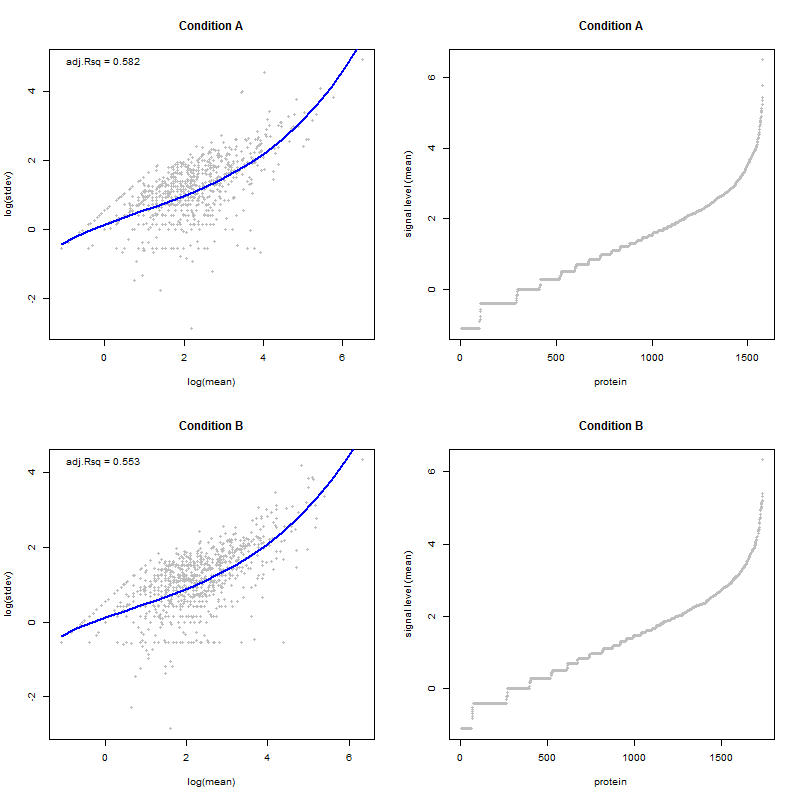 Condition A
adj.Rsq = 0.582
log(stdev)
-2
0
2
4
0
2
4
6
log(mean)
Condition A
signal level (mean)
0
2
4
6
0
500
1000
1500
protein
Condition B
adj.Rsq = 0.553
log(stdev)
-2
0
2
4
0
2
4
6
log(mean)
Condition B
signal level (mean)
0
2
4
6
0
500
1000
1500
protein